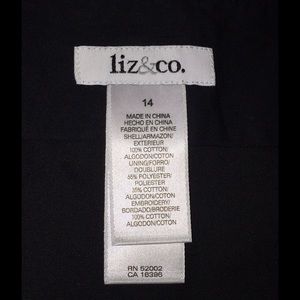 liz&co.
14
MADE IN CHINA
HECHO EN CHINA
FABRIQUÉ EN CHINE
SHELL/ARMAZON/
EXTERIEUR
100% COTTON/
ALGODON/COTON
LINING/FORRO/
DOUBLURE
65% POLYESTER/
POLIESTER
35% COTTON/
ALGODON/COTON
EMBROIDERY/
BORDADO/BRODERIE
100% COTTON/
ALGODON/COTON
RN 52002
CA 16396